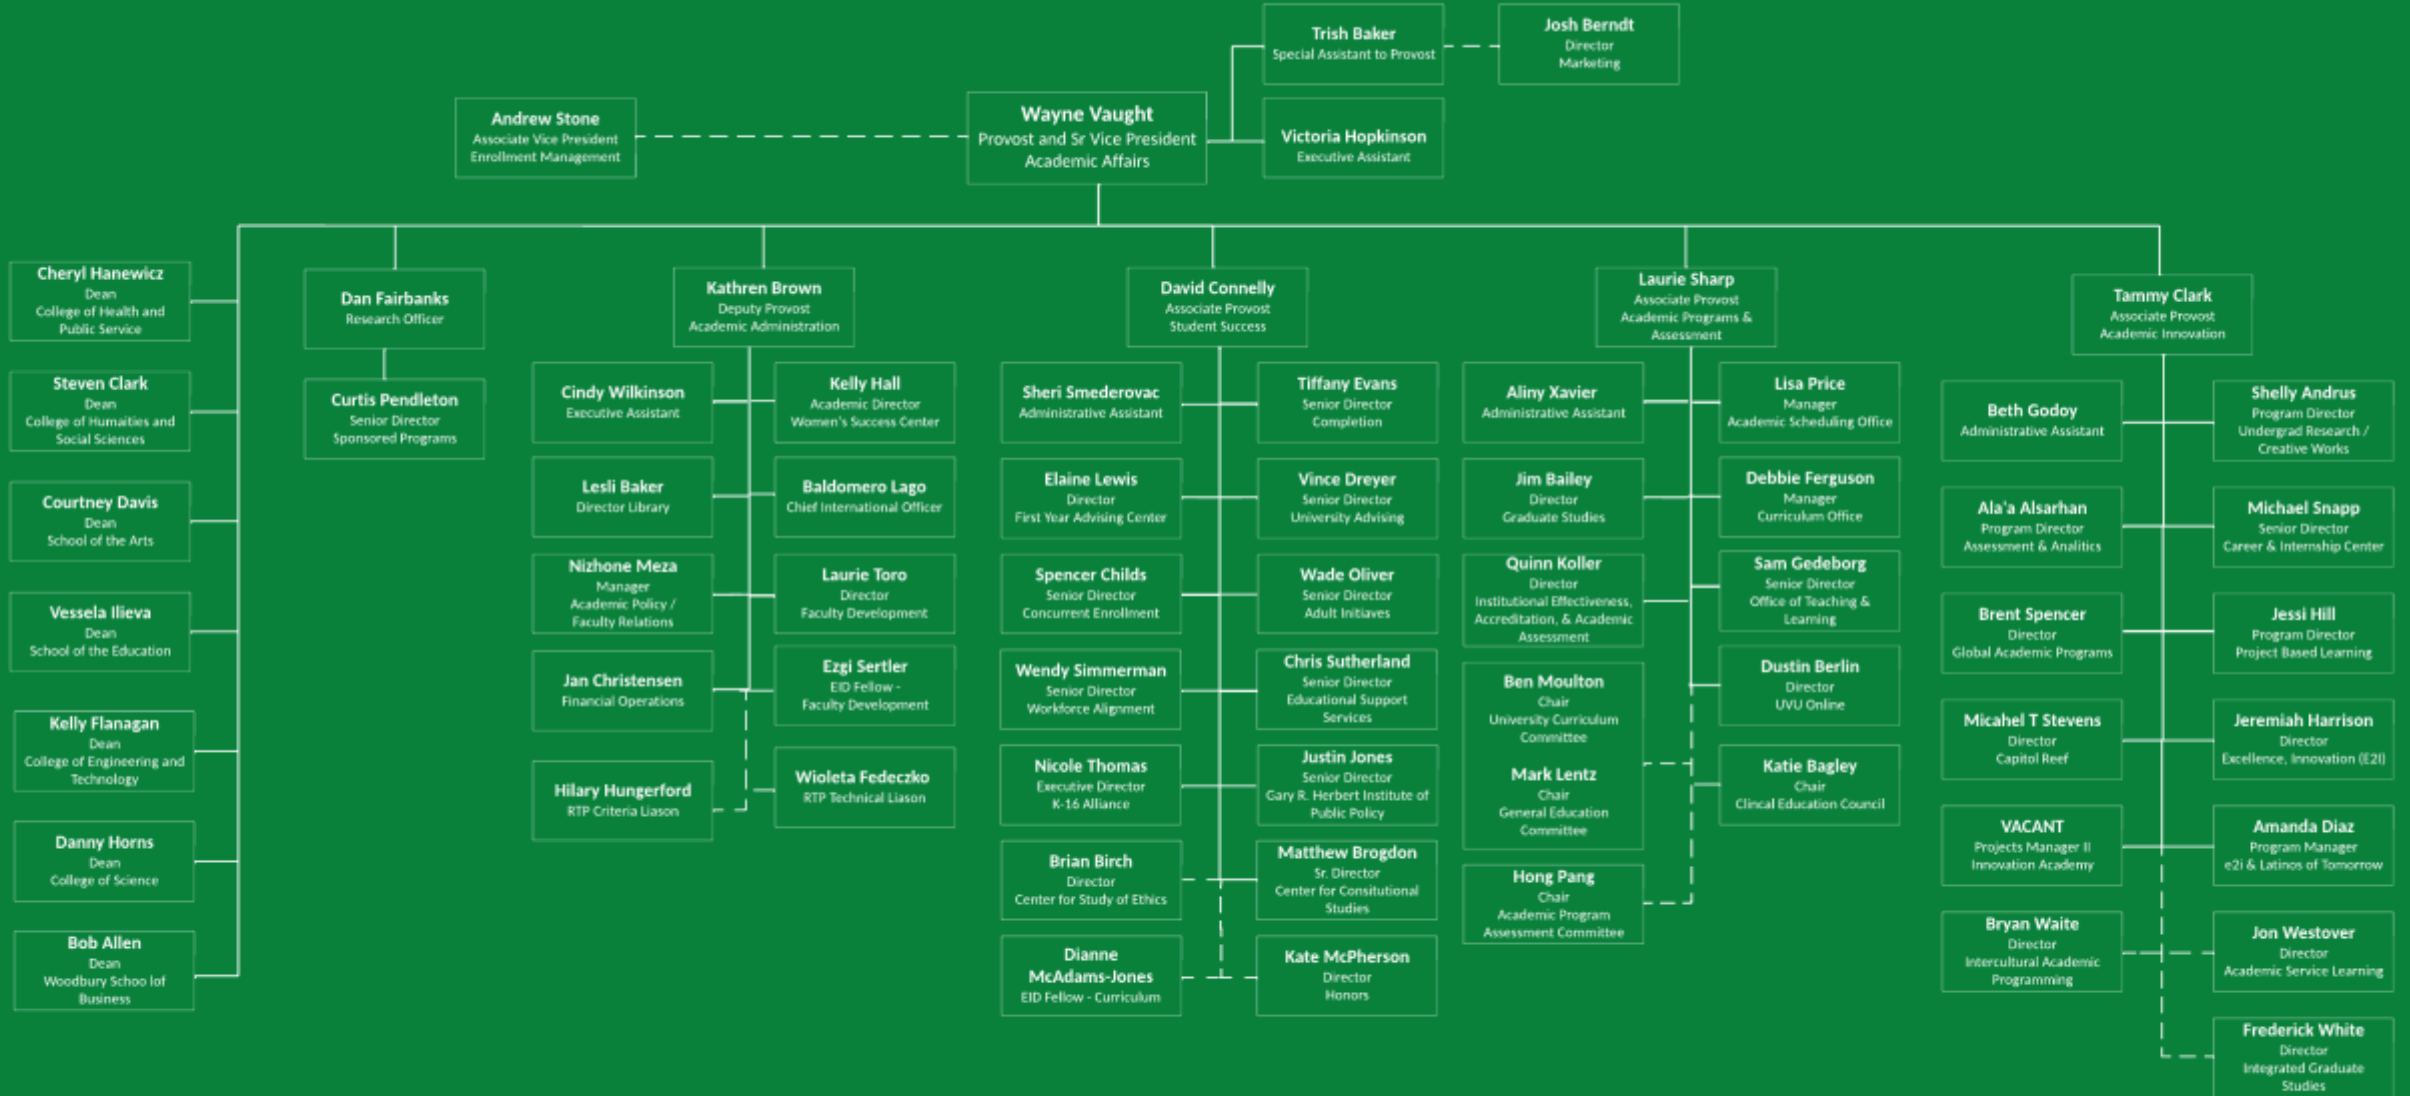 Trish Baker
Special Assistant to Provost
Josh Berndt
Director
Marketing
Andrew Stone
Associate Vice President
Enrollment Management
Wayne Vaught
Provost and Sr Vice President
Academic Affairs
Victoria Hopkinson
Executive Assistant
Cheryl Hanewicz
Dean
College of Health and
Public Service
Steven Clark
Dean
College of Humaities and
Social Sciences
Courtney Davis
Dean
School of the Arts
Vessela Ilieva
Dean
School of the Education
Kelly Flanagan
Dean
College of Engineering and
Technology
Danny Horns
Dean
College of Science
Bob Allen
Dean
Woodbury Schoo lof
Business
Dan Fairbanks
Research Officer
Curtis Pendleton
Senior Director
Sponsored Programs
Kathren Brown
Deputy Provost
Academic Administration
Cindy Wilkinson
Executive Assistant
Kelly Hall
Academic Director
Women's Success Center
Lesli Baker
Director Library
Baldomero Lago
Chief International Officer
Nizhone Meza
Manager
Academic Policy /
Faculty Relations
Laurie Toro
Director
Faculty Development
Jan Christensen
Financial Operations
Ezgi Sertler
EID Fellow -
Faculty Development
Hilary Hungerford
RTP Criteria Liason
Wioleta Fedeczko
RTP Technical Liason
David Connelly
Associate Provost
Student Success
Sheri Smederovac
Administrative Assistant
Tiffany Evans
Senior Director
Completion
Elaine Lewis
Director
First Year Advising Center
Vince Dreyer
Senior Director
University Advising
Spencer Childs
Senior Director
Concurrent Enrollment
Wade Oliver
Senior Director
Adult Initiaves
Wendy Simmerman
Senior Director
Workforce Alignment
Chris Sutherland
Senior Director
Educational Support
Services
Nicole Thomas
Executive Director
K-16 Alliance
Justin Jones
Senior Director
Gary R. Herbert Institute of
Public Policy
Brian Birch
Director
Center for Study of Ethics
Matthew Brogdon
Sr. Director
Center for Consitutional
Studies
Dianne
McAdams-Jones
EID Fellow - Curriculum
Kate McPherson
Director
Honors
Laurie Sharp
Associate Provost
Academic Programs &
Assessment
Aliny Xavier
Administrative Assistant
Lisa Price
Manager
Academic Scheduling Office
Jim Bailey
Director
Graduate Studies
Debbie Ferguson
Manager
Curriculum Office
Quinn Koller
Director
Institutional Effectiveness,
Accreditation, & Academic
Assessment
Sam Gedeborg
Senior Director
Office of Teaching &
Learning
Ben Moulton
Chair
University Curriculum
Committee
Mark Lentz
Chair
General Education
Committee
Dustin Berlin
Director
UVU Online
Katie Bagley
Chair
Clincal Education Council
Hong Pang
Chair
Academic Program
Assessment Committee
Tammy Clark
Associate Provost
Academic Innovation
Beth Godoy
Administrative Assistant
Shelly Andrus
Program Director
Undergrad Research /
Creative Works
Ala'a Alsarhan
Program Director
Assessment & Analitics
Michael Snapp
Senior Director
Career & Internship Center
Brent Spencer
Director
Global Academic Programs
Jessi Hill
Program Director
Project Based Learning
Micahel T Stevens
Director
Capitol Reef
Jeremiah Harrison
Director
Excellence, Innovation (E2I)
VACANT
Projects Manager II
Innovation Academy
Amanda Diaz
Program Manager
e2i & Latinos of Tomorrow
Bryan Waite
Director
Intercultural Academic
Programming
Jon Westover
Director
Academic Service Learning
Frederick White
Director
Integrated Graduate
Studies